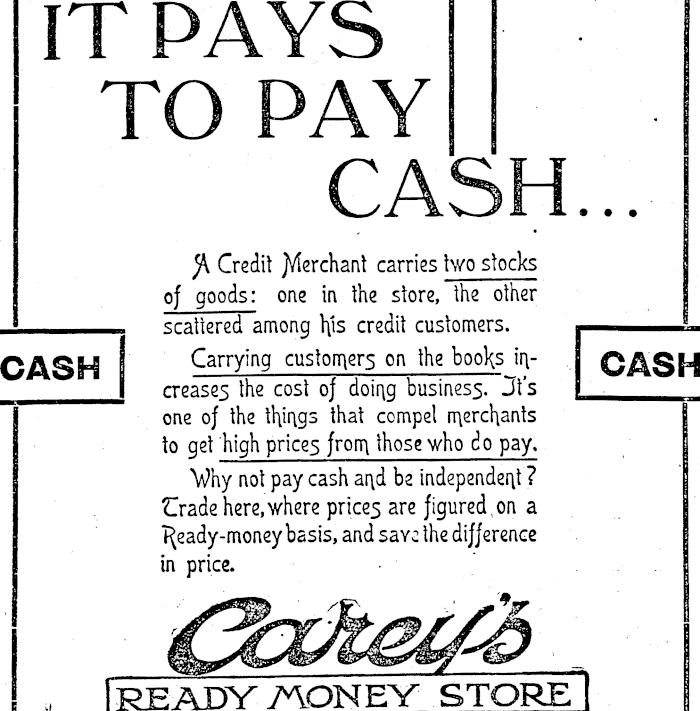 IT PAYS
TO PAY
CASH...
A Credit Merchant carries two stocks
of goods: one in the store, the other
scattered among his credit customers.
CASH
CASH
Carrying customers on the books in-
creases the cost of doing business. It's
one of the things that compel merchants
to get high prices from those who do pay.
Why not pay cash and be independent?
Trade here, where prices are figured on a
Ready-money basis, and save the difference
in price.
Carey's
READY MONEY STORE